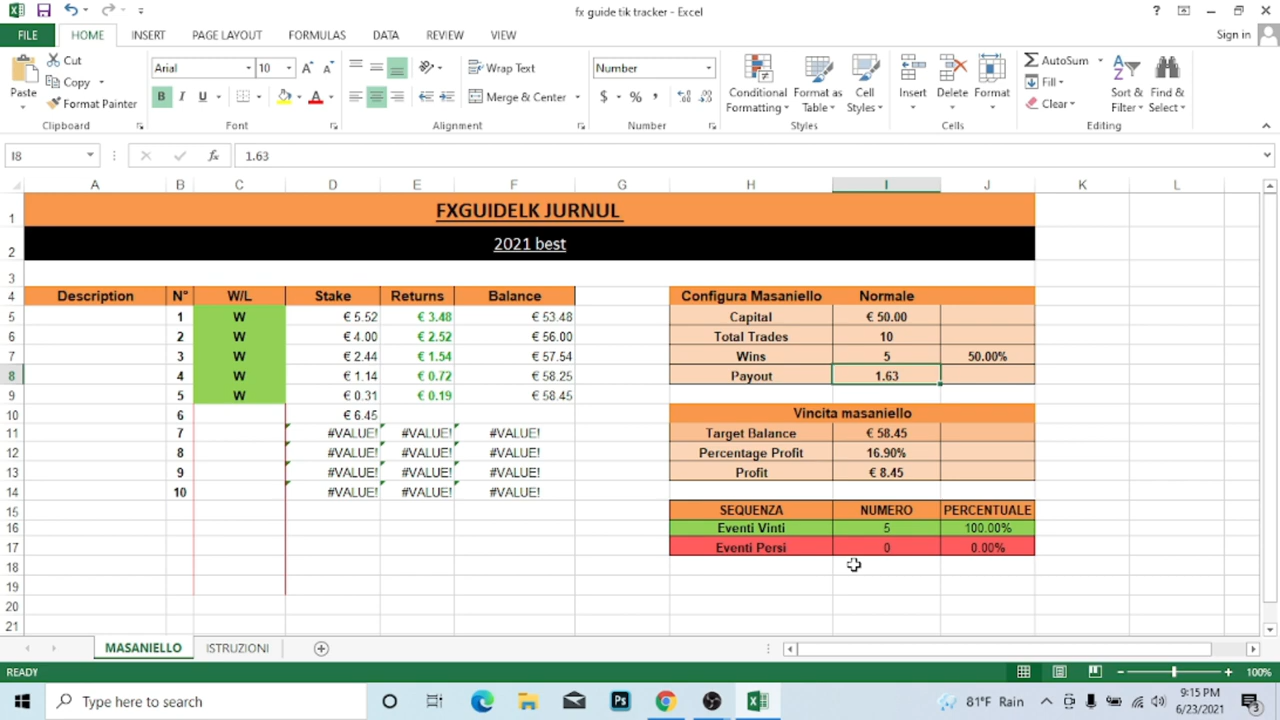 fx guide tik tracker - Excel
?
Sign in
FILE HOME INSERT PAGE LAYOUT FORMULAS DATA REVIEW VIEW
Paste
Cut
Copy
Format Painter
Clipboard
Arial 10
B I U
Font
Wrap Text
Merge & Center
Alignment
Number
$ % ,
Number
Conditional Formatting
Format as Table
Cell Styles
Styles
Insert Delete Format
Cells
AutoSum
Fill
Clear
Sort & Filter
Find & Select
Editing
I8 fx 1.63
A B C D E F G H I J K L
1 FXGUIDELK JURNUL
2 2021 best
3
4 Description N° W/L Stake Returns Balance Configura Masaniello Normale
5 1 W € 5.52 € 3.48 € 53.48 Capital € 50.00
6 2 W € 4.00 € 2.52 € 56.00 Total Trades 10
7 3 W € 2.44 € 1.54 € 57.54 Wins 5 50.00%
8 4 W € 1.14 € 0.72 € 58.25 Payout 1.63
9 5 W € 0.31 € 0.19 € 58.45
10 6 € 6.45 Vincita masaniello
11 7 #VALUE! #VALUE! #VALUE! Target Balance € 58.45
12 8 #VALUE! #VALUE! #VALUE! Percentage Profit 16.90%
13 9 #VALUE! #VALUE! #VALUE! Profit € 8.45
14 10 #VALUE! #VALUE! #VALUE!
15 SEQUENZA NUMERO PERCENTUALE
16 Eventi Vinti 5 100.00%
17 Eventi Persi 0 0.00%
18
19
20
21
MASANIELLO ISTRUZIONI
READY 100%
Type here to search
Ps
81°F Rain
9:15 PM
6/23/2021
3